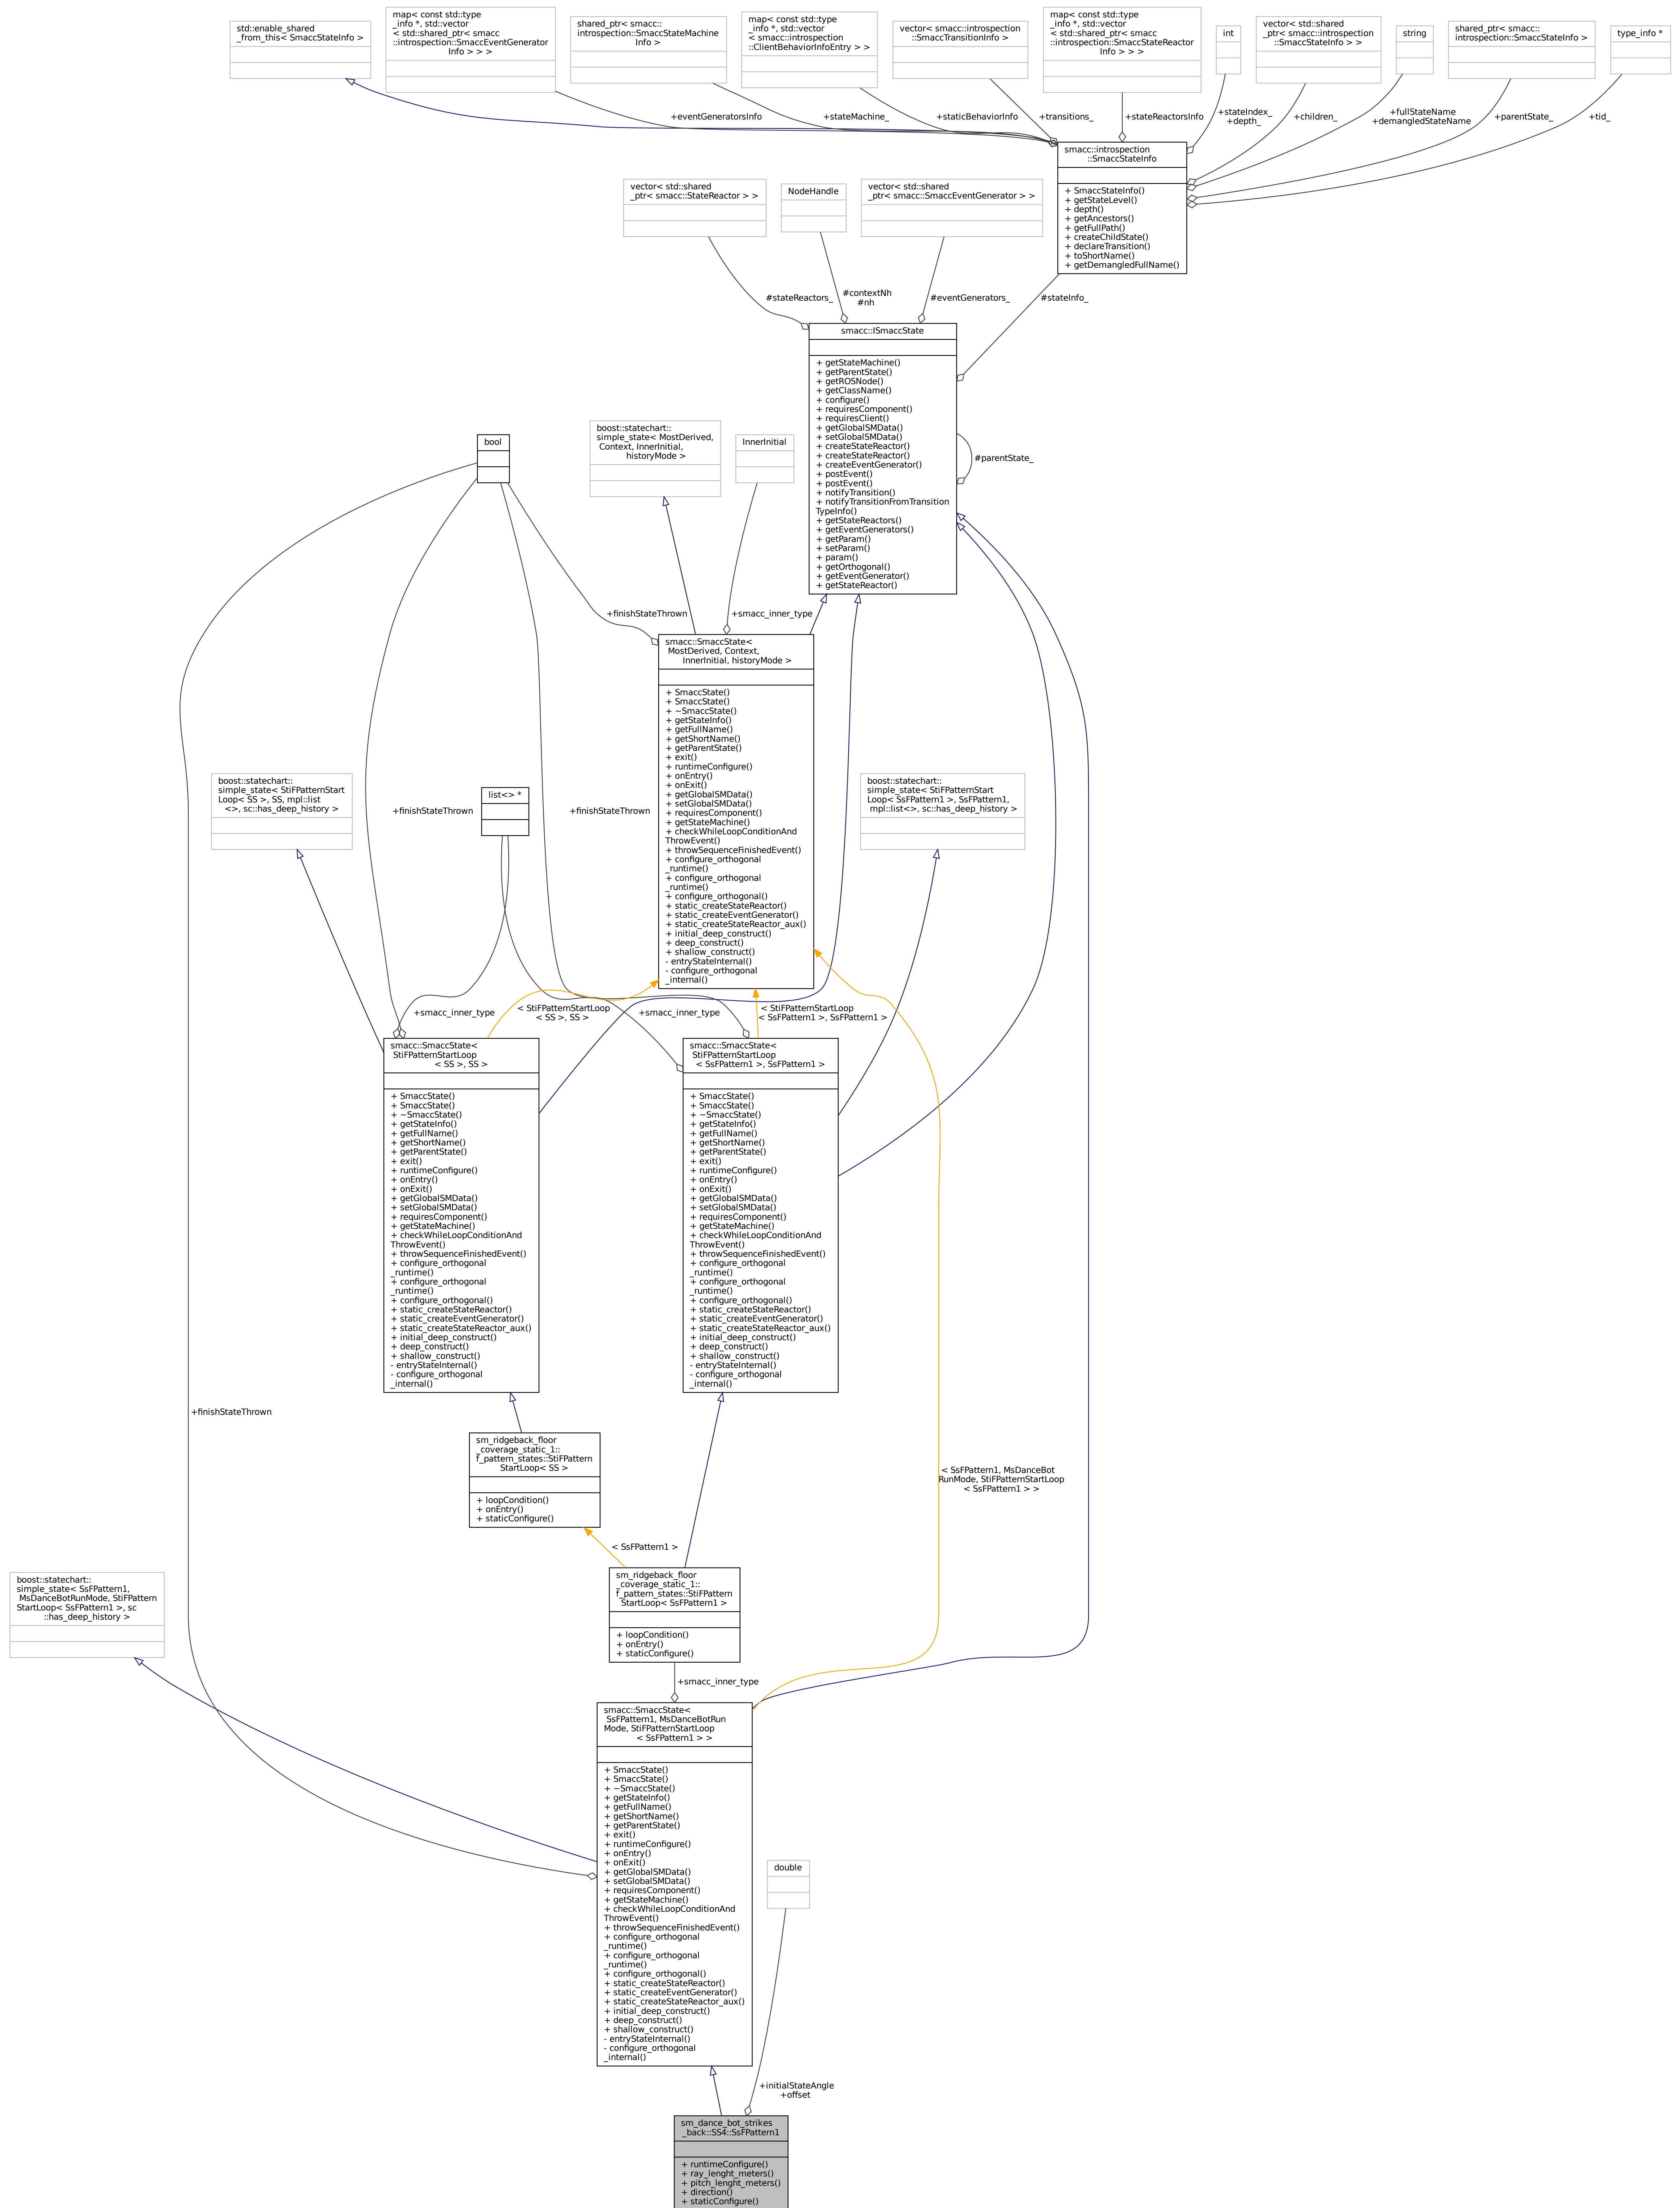 std::enable_shared
_from_this< SmaccStateInfo >
map< const std::type
_info *, std::vector
< std::shared_ptr< smacc
::introspection::SmaccEventGenerator
Info > > >
shared_ptr< smacc::
introspection::SmaccStateMachine
Info >
map< const std::type
_info *, std::vector
< smacc::introspection
::ClientBehaviorInfoEntry > >
vector< smacc::introspection
::SmaccTransitionInfo >
map< const std::type
_info *, std::vector
< std::shared_ptr< smacc
::introspection::SmaccStateReactor
Info > > >
int
vector< std::shared
_ptr< smacc::introspection
::SmaccStateInfo > >
string
shared_ptr< smacc::
introspection::SmaccStateInfo >
type_info *
+eventGeneratorsInfo
+stateMachine_
+staticBehaviorInfo
+transitions_
+stateReactorsInfo
+stateIndex_
+depth_
+children_
+fullStateName
+demangledStateName
+parentState_
+tid_
smacc::introspection
::SmaccStateInfo
+ SmaccStateInfo()
+ getStateLevel()
+ depth()
+ getAncestors()
+ getFullPath()
+ createChildState()
+ declareTransition()
+ toShortName()
+ getDemangledFullName()
vector< std::shared
_ptr< smacc::StateReactor > >
NodeHandle
vector< std::shared
_ptr< smacc::SmaccEventGenerator > >
#stateReactors_
#contextNh
#nh
#eventGenerators_
#stateInfo_
smacc::ISmaccState
+ getStateMachine()
+ getParentState()
+ getROSNode()
+ getClassName()
+ configure()
+ requiresComponent()
+ requiresClient()
+ getGlobalSMData()
+ setGlobalSMData()
+ createStateReactor()
+ createStateReactor()
+ createEventGenerator()
+ postEvent()
+ postEvent()
+ notifyTransition()
+ notifyTransitionFromTransition
TypeInfo()
+ getStateReactors()
+ getEventGenerators()
+ getParam()
+ setParam()
+ param()
+ getOrthogonal()
+ getEventGenerator()
+ getStateReactor()
#parentState_
bool
boost::statechart::
simple_state< MostDerived,
Context, InnerInitial,
historyMode >
InnerInitial
+finishStateThrown
+smacc_inner_type
smacc::SmaccState<
MostDerived, Context,
InnerInitial, historyMode >
+ SmaccState()
+ SmaccState()
+ ~SmaccState()
+ getStateInfo()
+ getFullName()
+ getShortName()
+ getParentState()
+ exit()
+ runtimeConfigure()
+ onEntry()
+ onExit()
+ getGlobalSMData()
+ setGlobalSMData()
+ requiresComponent()
+ getStateMachine()
+ checkWhileLoopConditionAnd
ThrowEvent()
+ throwSequenceFinishedEvent()
+ configure_orthogonal
_runtime()
+ configure_orthogonal
_runtime()
+ configure_orthogonal()
+ static_createStateReactor()
+ static_createEventGenerator()
+ static_createStateReactor_aux()
+ initial_deep_construct()
+ deep_construct()
+ shallow_construct()
- entryStateInternal()
- configure_orthogonal
_internal()
boost::statechart::
simple_state< StiFPatternStart
Loop< SS >, SS, mpl::list
<>, sc::has_deep_history >
+finishStateThrown
list<> *
+finishStateThrown
boost::statechart::
simple_state< StiFPatternStart
Loop< SsFPattern1 >, SsFPattern1,
mpl::list<>, sc::has_deep_history >
+smacc_inner_type
< StiFPatternStartLoop
< SS >, SS >
+smacc_inner_type
< StiFPatternStartLoop
< SsFPattern1 >, SsFPattern1 >
smacc::SmaccState<
StiFPatternStartLoop
< SS >, SS >
+ SmaccState()
+ SmaccState()
+ ~SmaccState()
+ getStateInfo()
+ getFullName()
+ getShortName()
+ getParentState()
+ exit()
+ runtimeConfigure()
+ onEntry()
+ onExit()
+ getGlobalSMData()
+ setGlobalSMData()
+ requiresComponent()
+ getStateMachine()
+ checkWhileLoopConditionAnd
ThrowEvent()
+ throwSequenceFinishedEvent()
+ configure_orthogonal
_runtime()
+ configure_orthogonal
_runtime()
+ configure_orthogonal()
+ static_createStateReactor()
+ static_createEventGenerator()
+ static_createStateReactor_aux()
+ initial_deep_construct()
+ deep_construct()
+ shallow_construct()
- entryStateInternal()
- configure_orthogonal
_internal()
smacc::SmaccState<
StiFPatternStartLoop
< SsFPattern1 >, SsFPattern1 >
+ SmaccState()
+ SmaccState()
+ ~SmaccState()
+ getStateInfo()
+ getFullName()
+ getShortName()
+ getParentState()
+ exit()
+ runtimeConfigure()
+ onEntry()
+ onExit()
+ getGlobalSMData()
+ setGlobalSMData()
+ requiresComponent()
+ getStateMachine()
+ checkWhileLoopConditionAnd
ThrowEvent()
+ throwSequenceFinishedEvent()
+ configure_orthogonal
_runtime()
+ configure_orthogonal
_runtime()
+ configure_orthogonal()
+ static_createStateReactor()
+ static_createEventGenerator()
+ static_createStateReactor_aux()
+ initial_deep_construct()
+ deep_construct()
+ shallow_construct()
- entryStateInternal()
- configure_orthogonal
_internal()
+finishStateThrown
sm_ridgeback_floor
_coverage_static_1::
f_pattern_states::StiFPattern
StartLoop< SS >
+ loopCondition()
+ onEntry()
+ staticConfigure()
< SsFPattern1, MsDanceBot
RunMode, StiFPatternStartLoop
< SsFPattern1 > >
< SsFPattern1 >
boost::statechart::
simple_state< SsFPattern1,
MsDanceBotRunMode, StiFPattern
StartLoop< SsFPattern1 >, sc
::has_deep_history >
sm_ridgeback_floor
_coverage_static_1::
f_pattern_states::StiFPattern
StartLoop< SsFPattern1 >
+ loopCondition()
+ onEntry()
+ staticConfigure()
+smacc_inner_type
smacc::SmaccState<
SsFPattern1, MsDanceBotRun
Mode, StiFPatternStartLoop
< SsFPattern1 > >
+ SmaccState()
+ SmaccState()
+ ~SmaccState()
+ getStateInfo()
+ getFullName()
+ getShortName()
+ getParentState()
+ exit()
+ runtimeConfigure()
+ onEntry()
+ onExit()
+ getGlobalSMData()
+ setGlobalSMData()
+ requiresComponent()
+ getStateMachine()
+ checkWhileLoopConditionAnd
ThrowEvent()
+ throwSequenceFinishedEvent()
+ configure_orthogonal
_runtime()
+ configure_orthogonal
_runtime()
+ configure_orthogonal()
+ static_createStateReactor()
+ static_createEventGenerator()
+ static_createStateReactor_aux()
+ initial_deep_construct()
+ deep_construct()
+ shallow_construct()
- entryStateInternal()
- configure_orthogonal
_internal()
double
+initialStateAngle
+offset
sm_dance_bot_strikes
_back::SS4::SsFPattern1
+ runtimeConfigure()
+ ray_lenght_meters()
+ pitch_lenght_meters()
+ direction()
+ staticConfigure()